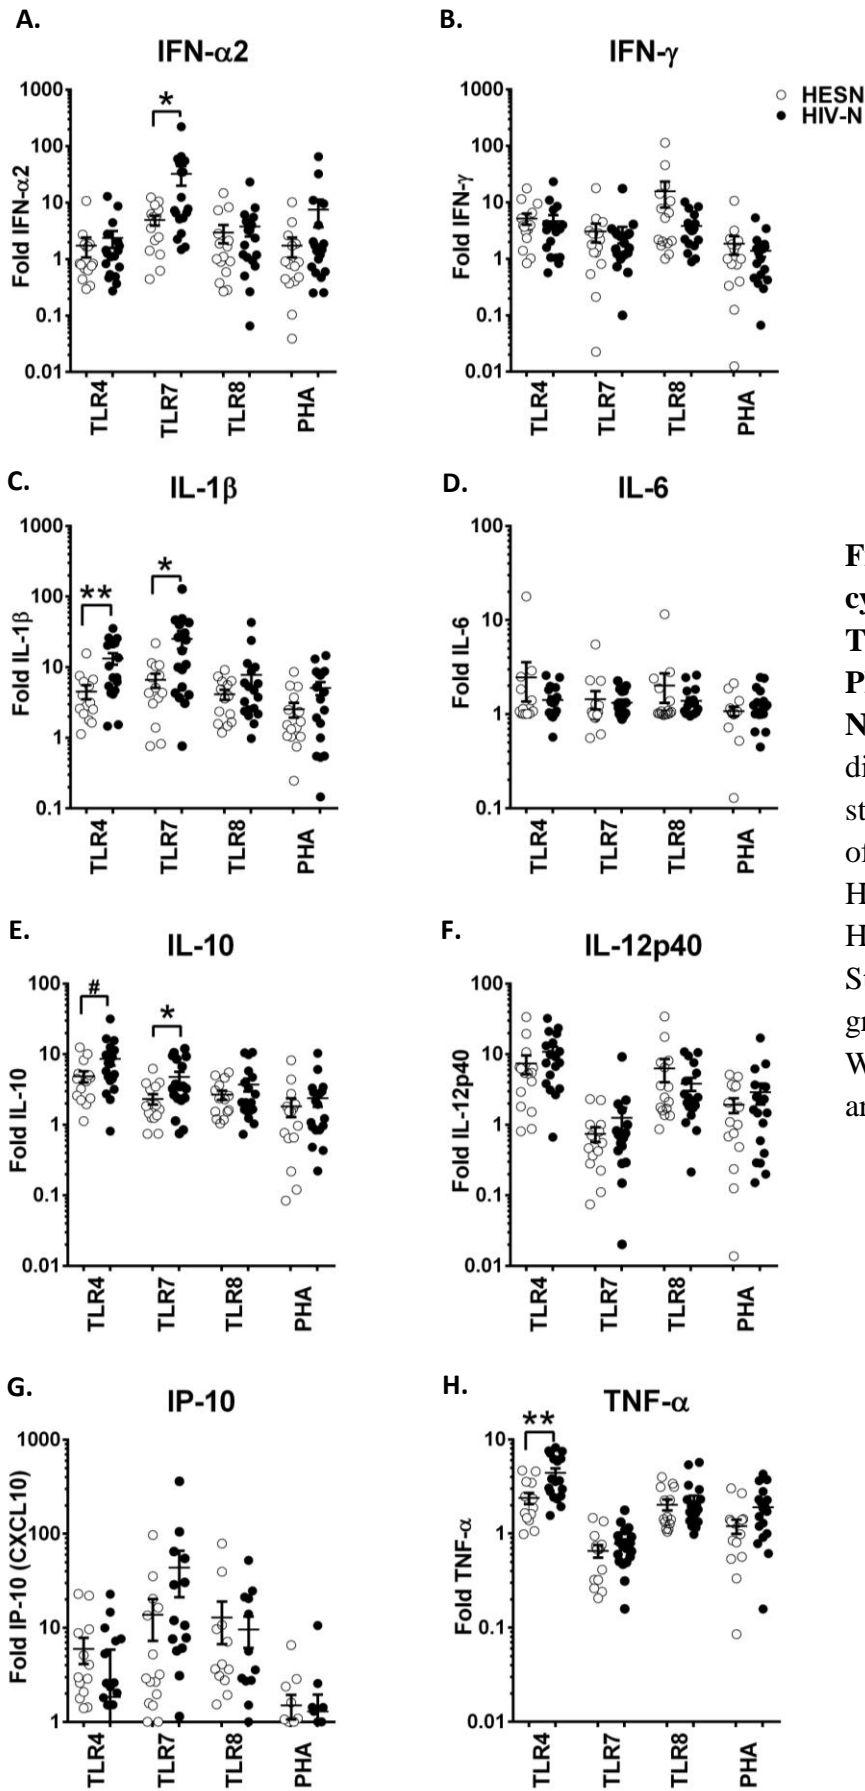 A.
IFN-α2
1000
100
10
1
0.1
0.01
Fold IFN-α2
*
TLR4
TLR7
TLR8
PHA
B.
IFN-γ
1000
100
10
1
0.1
0.01
Fold IFN-γ
TLR4
TLR7
TLR8
PHA
HESN
HIV-N
C.
IL-1β
1000
100
10
1
0.1
Fold IL-1β
**
*
TLR4
TLR7
TLR8
PHA
D.
IL-6
100
10
1
0.1
Fold IL-6
TLR4
TLR7
TLR8
PHA
E.
IL-10
100
10
1
0.1
0.01
Fold IL-10
#
*
TLR4
TLR7
TLR8
PHA
F.
IL-12p40
100
10
1
0.1
0.01
Fold IL-12p40
TLR4
TLR7
TLR8
PHA
G.
IP-10
1000
100
10
1
Fold IP-10 (CXCL10)
TLR4
TLR7
TLR8
PHA
H.
TNF-α
10
1
0.1
0.01
Fold TNF-α
**
TLR4
TLR7
TLR8
PHA
cy
T
N
di
st
of
H
H
gr
W